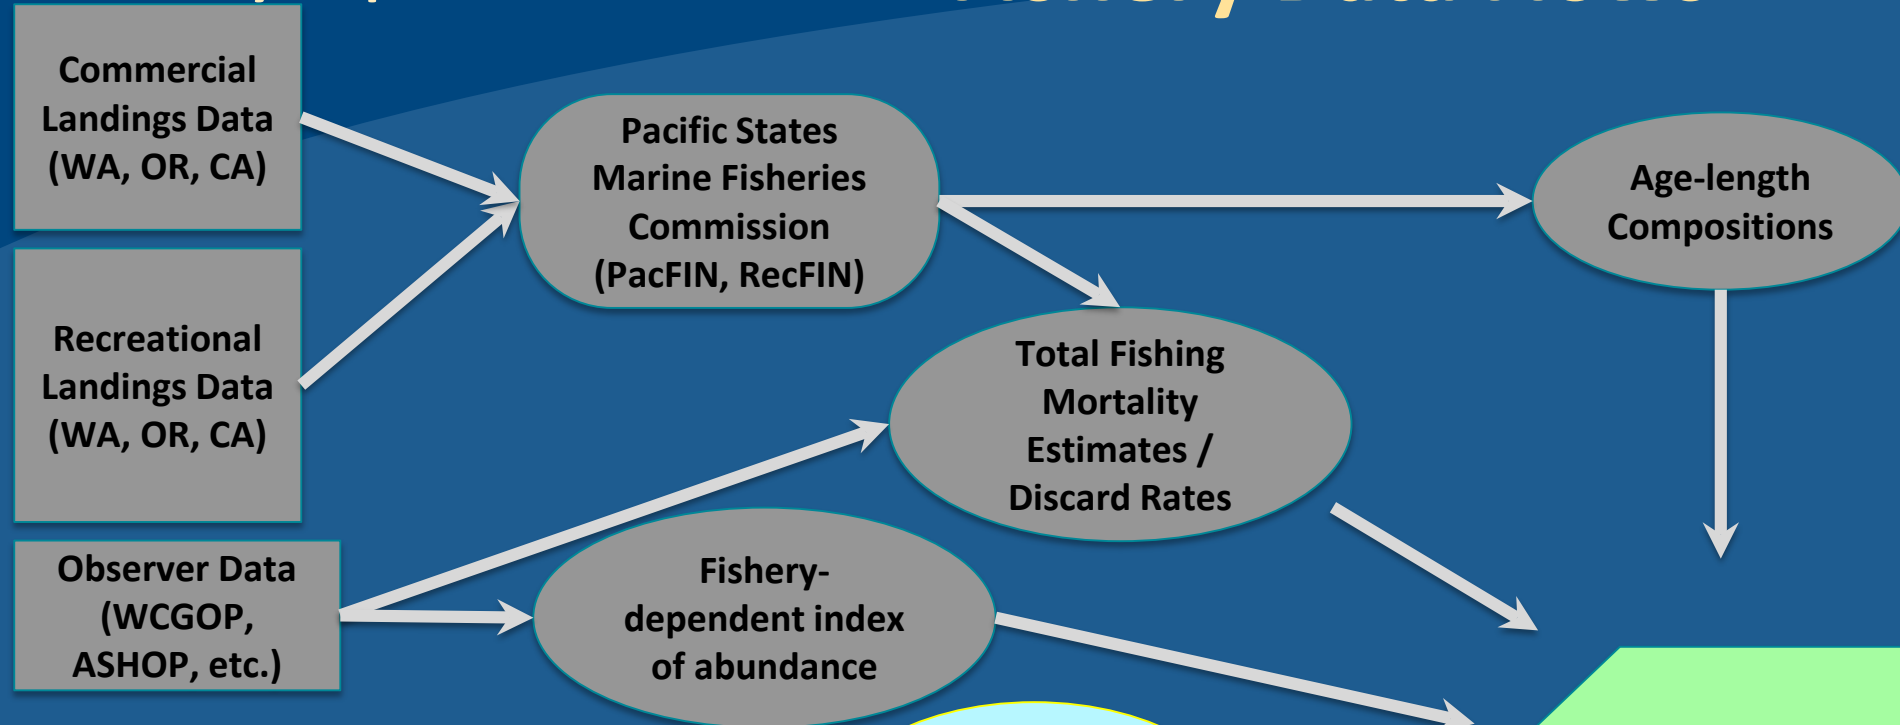 Commercial
Landings Data
(WA, OR, CA)
Pacific States
Marine Fisheries
Commission
(PacFIN, RecFIN)
Age-length
Compositions
Recreational
Landings Data
(WA, OR, CA)
Total Fishing
Mortality
Estimates /
Discard Rates
Observer Data
(WCGOP,
ASHOP, etc.)
Fishery-
dependent index
of abundance